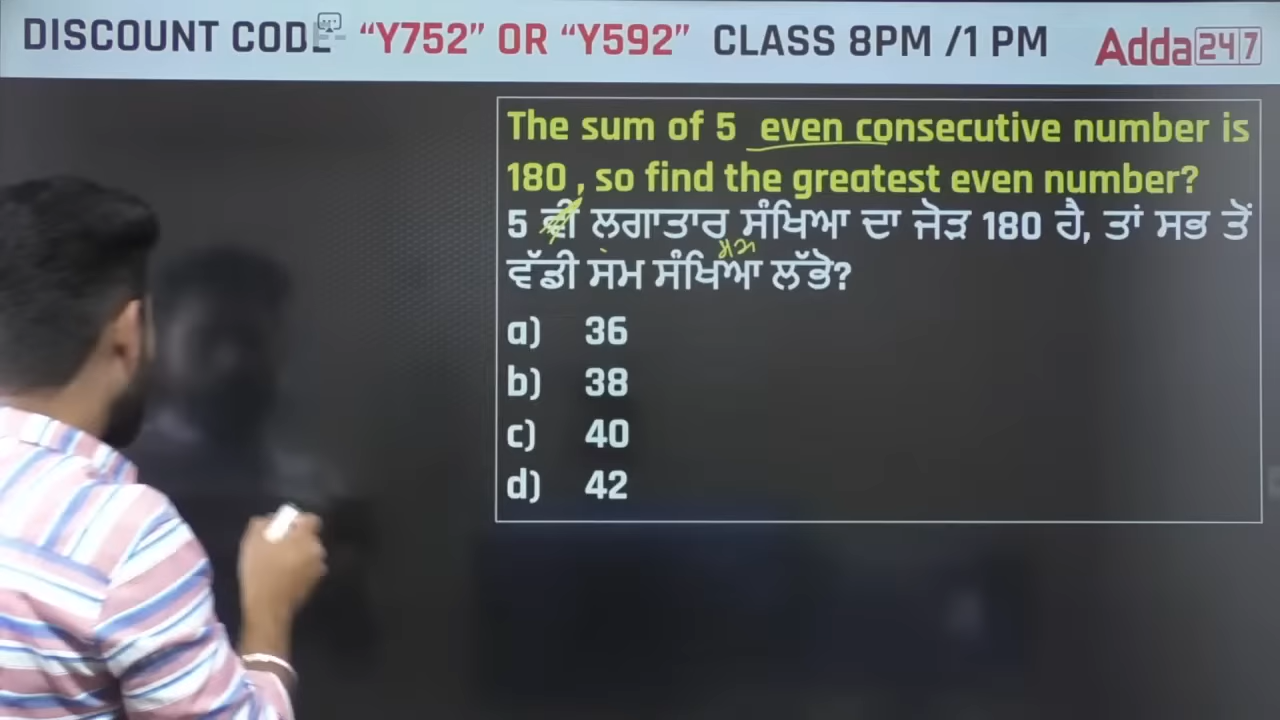 DISCOUNT CODE- “Y752” OR “Y592” CLASS 8PM /1 PM Adda247
The sum of 5 even consecutive number is
180 , so find the greatest even number?
5 ਵੀ ਲਗਾਤਾਰ ਸੰਖਿਆ ਦਾ ਜੋੜ 180 ਹੈ, ਤਾਂ ਸਭ ਤੋਂ
ਵੱਡੀ ਸਮ ਸੰਖਿਆ ਲੱਭੋ?
a) 36
b) 38
c) 40
d) 42